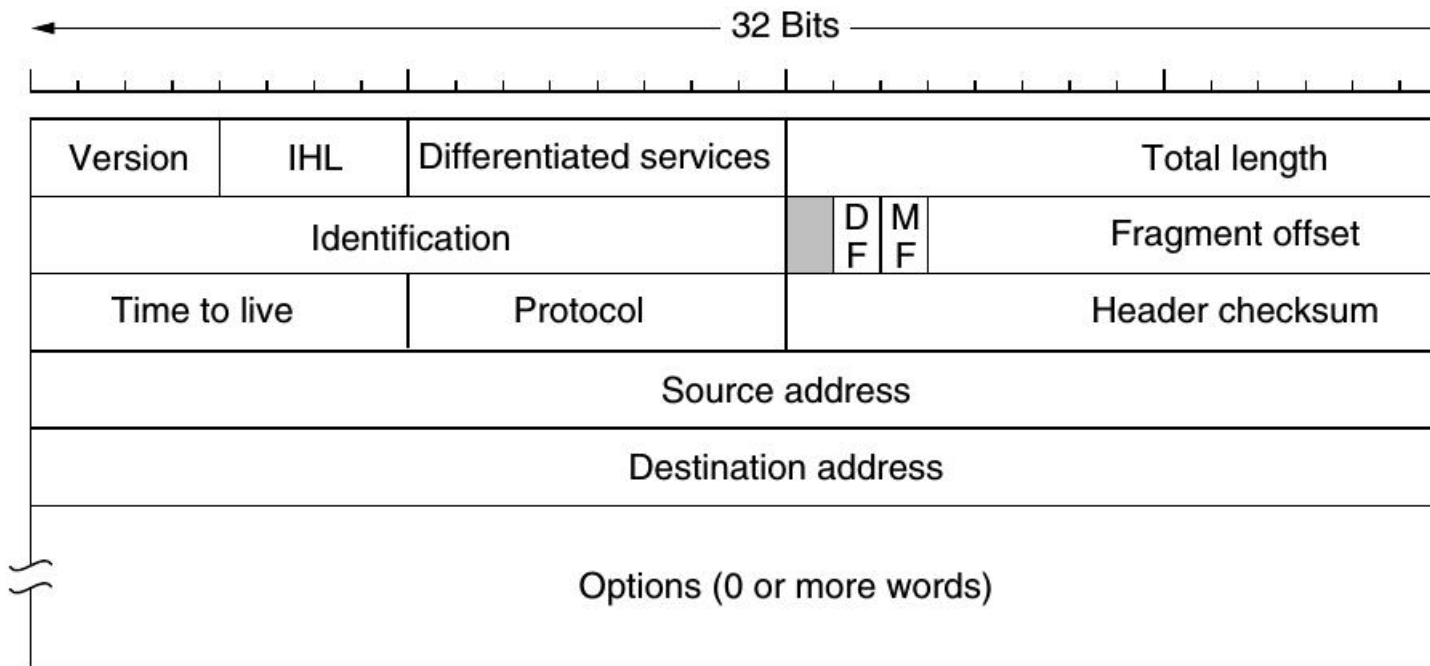 32 Bits
Version IHL Differentiated services Total length
Identification D F M F Fragment offset
Time to live Protocol Header checksum
Source address
Destination address
Options (0 or more words)